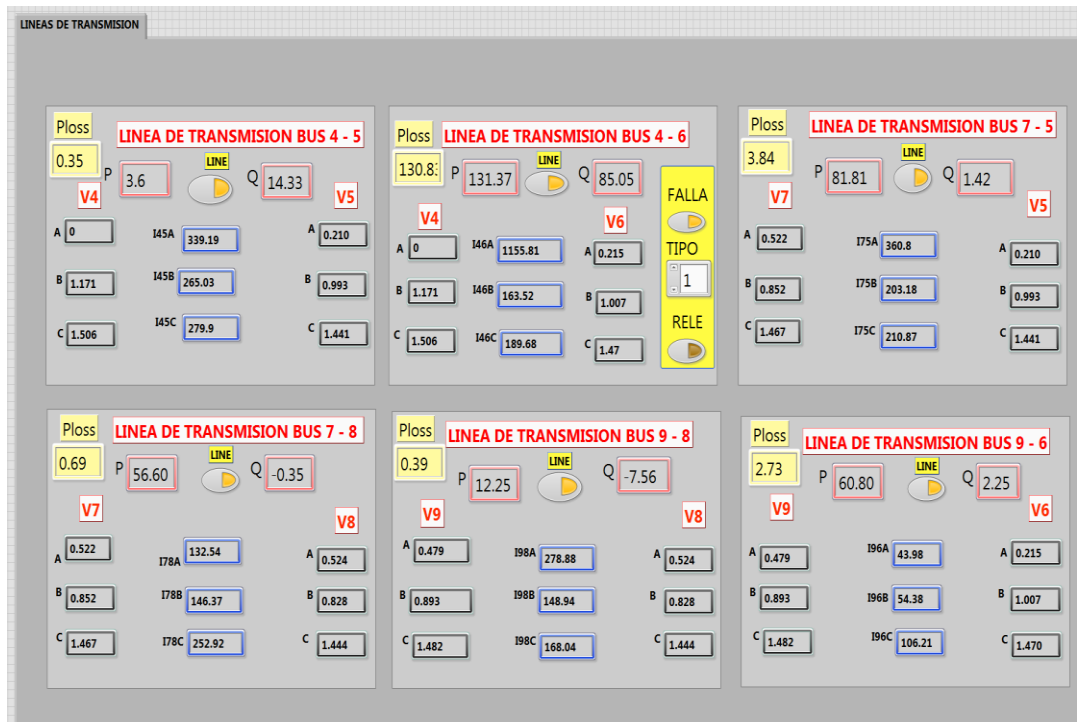 LINEAS DE TRANSMISION
Ploss
LINEA DE TRANSMISION BUS 4 - 5
0.35
P 3.6
LINE
Q 14.33
V4
V5
A 0
I45A 339.19
A 0.210
B 1.171
I45B 265.03
B 0.993
C 1.506
I45C 279.9
C 1.441
Ploss
LINEA DE TRANSMISION BUS 4 - 6
130.8
P 131.37
LINE
Q 85.05
V4
V6
A 0
I46A 1155.81
A 0.215
B 1.171
I46B 163.52
B 1.007
C 1.506
I46C 189.68
C 1.47
FALLA
TIPO
1
RELE
Ploss
LINEA DE TRANSMISION BUS 7 - 5
3.84
P 81.81
LINE
Q 1.42
V7
V5
A 0.522
I75A 360.8
A 0.210
B 0.852
I75B 203.18
B 0.993
C 1.467
I75C 210.87
C 1.441
Ploss
LINEA DE TRANSMISION BUS 7 - 8
0.69
P 56.60
LINE
Q -0.35
V7
V8
A 0.522
I78A 132.54
A 0.524
B 0.852
I78B 146.37
B 0.828
C 1.467
I78C 252.92
C 1.444
Ploss
LINEA DE TRANSMISION BUS 9 - 8
0.39
P 12.25
LINE
Q -7.56
V9
V8
A 0.479
I98A 278.88
A 0.524
B 0.893
I98B 148.94
B 0.828
C 1.482
I98C 168.04
C 1.444
Ploss
LINEA DE TRANSMISION BUS 9 - 6
2.73
P 60.80
LINE
Q 2.25
V9
V6
A 0.479
I96A 43.98
A 0.215
B 0.893
I96B 54.38
B 1.007
C 1.482
I96C 106.21
C 1.470